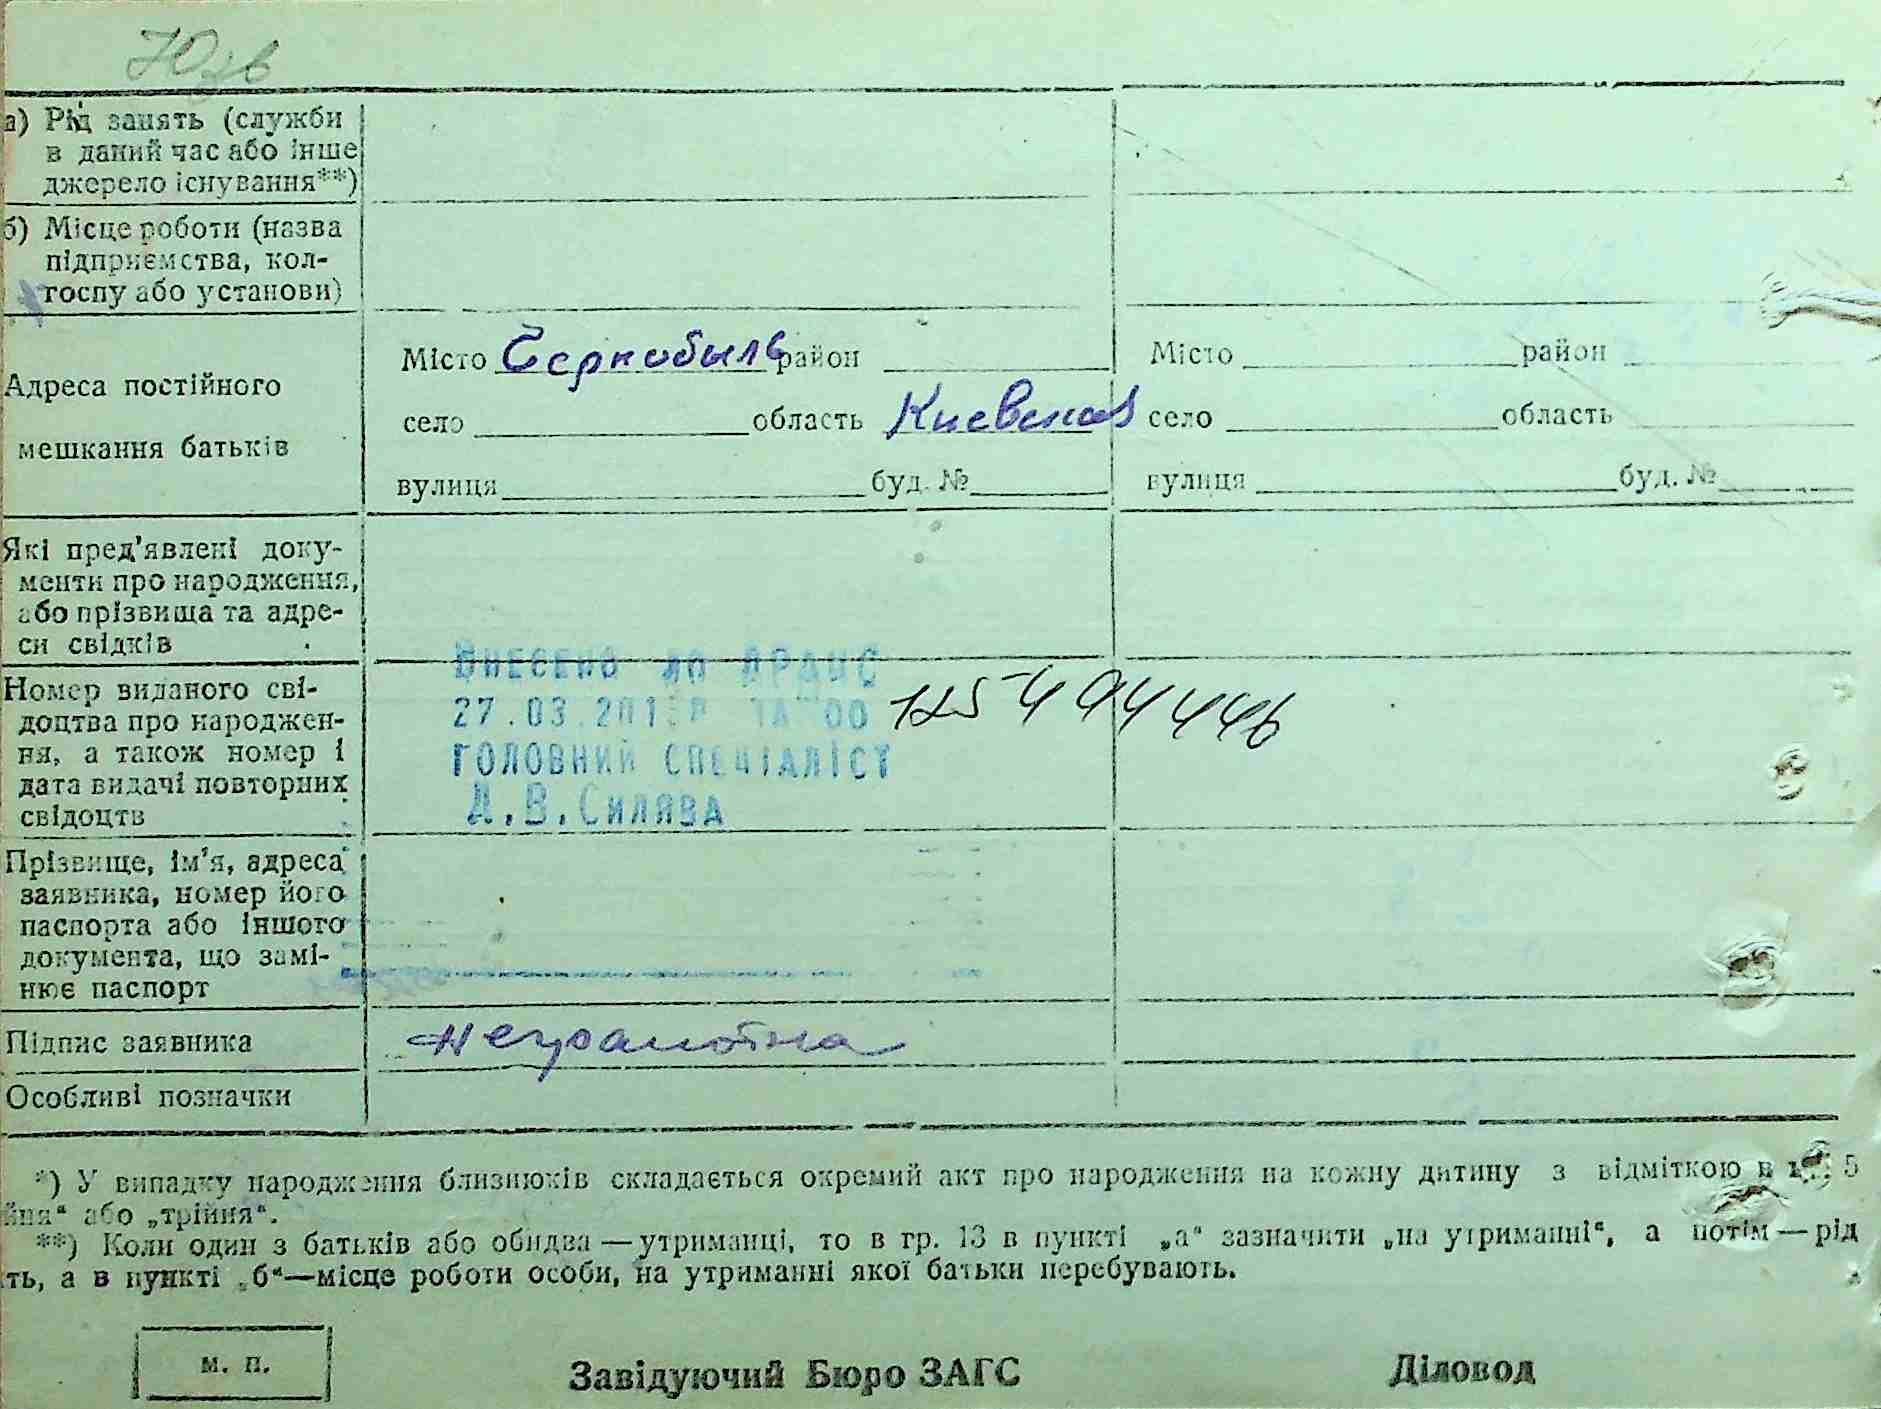 а) Рід занять (служби
в даний час або інше
джерело існування**)
б) Місце роботи (назва
підприємства, кол-
госпу або установи)
Адреса постійного
мешкання батьків
Місто Чернобыль район
село область Киевская
вулиця буд. №
Місто район
село область
вулиця буд. №
Які пред’явлені доку-
менти про народження,
або прізвища та адре-
си свідків
Номер виданого сві-
доцтва про народжен-
ня, а також номер і
дата видачі повторних
свідоцтв
Внесено до ДРАЦС
27.03.201 00
головний спеціаліст
А.В.Силява
Прізвище, ім’я, адреса
заявника, номер його
паспорта або іншого
документа, що замі-
нює паспорт
Підпис заявника неграмотна
Особливі позначки
*) У випадку народження близнюків складається окремий акт про народження на кожну дитину з відміткою в 5
йня“ або „трійня“.
**) Коли один з батьків або обидва—утриманці, то в гр. 13 в пункті „а“ зазначити „на утриманні“, а потім—рід
ть, а в пункті „б“—місце роботи особи, на утриманні якої батьки перебувають.
м. п.
Завідуючий Бюро ЗАГС
Діловод